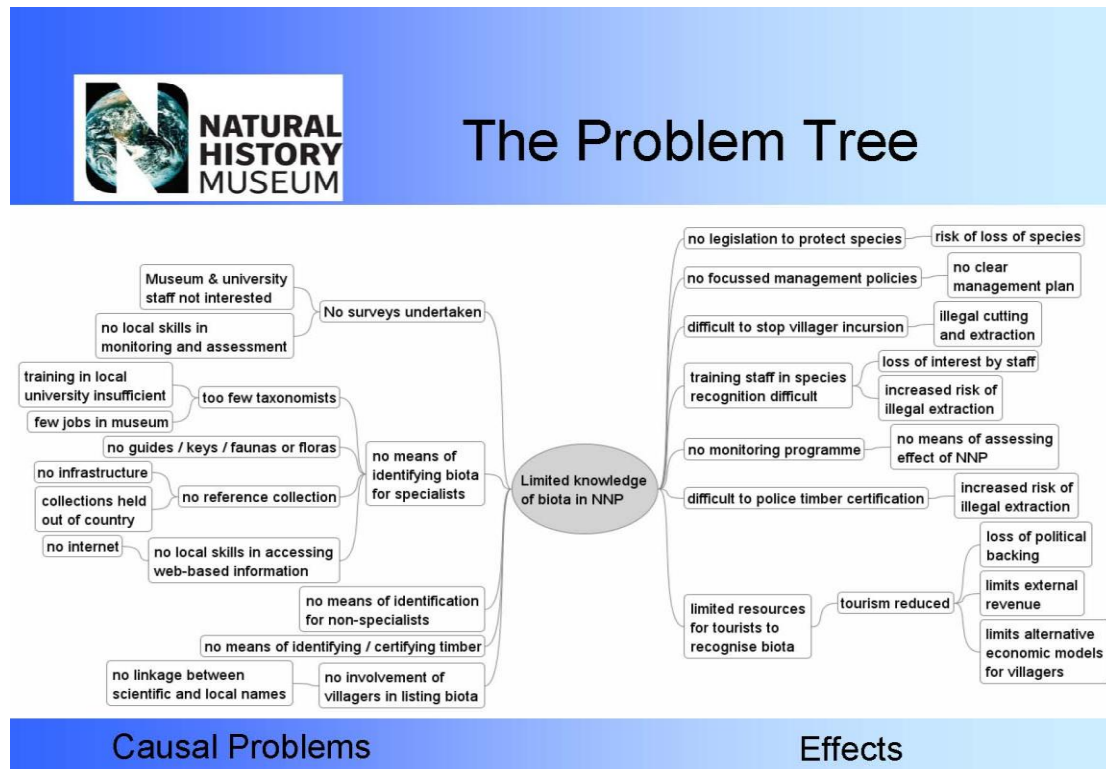 NATURAL
HISTORY
MUSEUM
The Problem Tree
Museum & university
staff not interested
no local skills in
monitoring and assessment
No surveys undertaken
training in local
university insufficient
few jobs in museum
too few taxonomists
no guides / keys / faunas or floras
no infrastructure
collections held
out of country
no reference collection
no internet
no local skills in accessing
web-based information
no means of
identifying biota
for specialists
no means of identification
for non-specialists
no means of identifying / certifying timber
no linkage between
scientific and local names
no involvement of
villagers in listing biota
Limited knowledge
of biota in NNP
no legislation to protect species
risk of loss of species
no focussed management policies
no clear
management plan
difficult to stop villager incursion
illegal cutting
and extraction
training staff in species
recognition difficult
loss of interest by staff
increased risk of
illegal extraction
no monitoring programme
no means of assessing
effect of NNP
difficult to police timber certification
increased risk of
illegal extraction
limited resources
for tourists to
recognise biota
tourism reduced
loss of political
backing
limits external
revenue
limits alternative
economic models
for villagers
Causal Problems
Effects